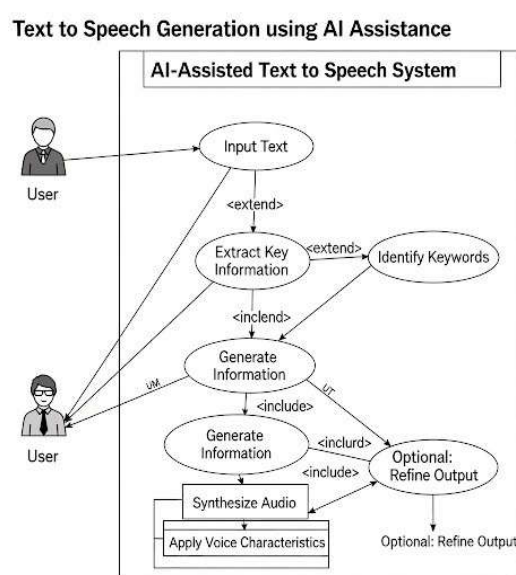 Text to Speech Generation using AI Assistance
AI-Assisted Text to Speech System
User
Input Text
<extend>
Extract Key
Information
<extend>
Identify Keywords
<inclend>
Generate
Information
UM
UT
User
<include>
Generate
Information
<inclurd>
<include>
Optional:
Refine Output
Synthesize Audio
Apply Voice Characteristics
Optional: Refine Output